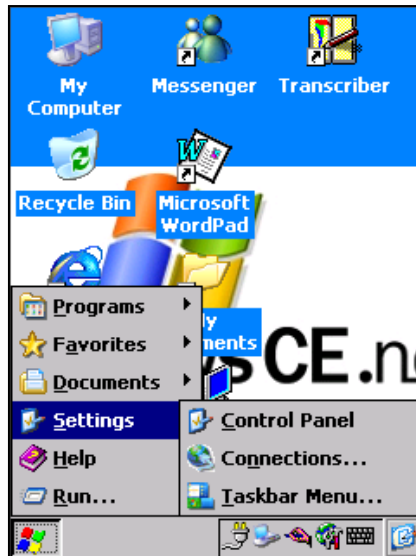 My Computer
Messenger
Transcriber
Recycle Bin
Microsoft WordPad
Programs
Favorites
Documents
Settings
Help
Run...
Control Panel
Connections...
Taskbar Menu...
CE.n